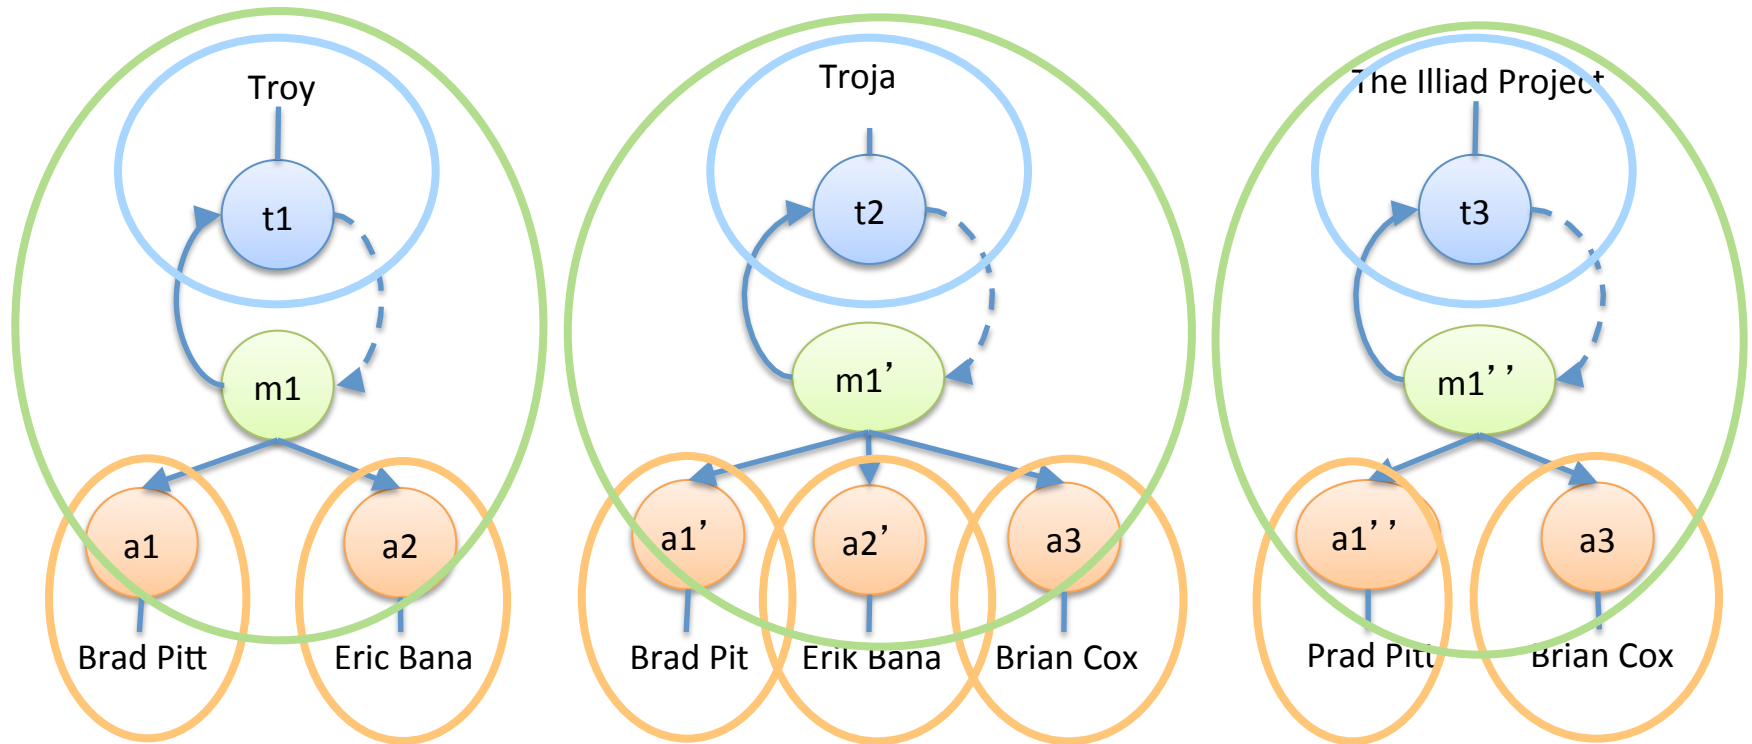 Troy
t1
m1
a1
a2
Brad Pitt
Eric Bana
Troja
t2
m1’
a1’
a2’
a3
Brad Pit
Erik Bana
Brian Cox
The Illiad Project
t3
m1’’
a1’’
a3
Prad Pitt
Brian Cox